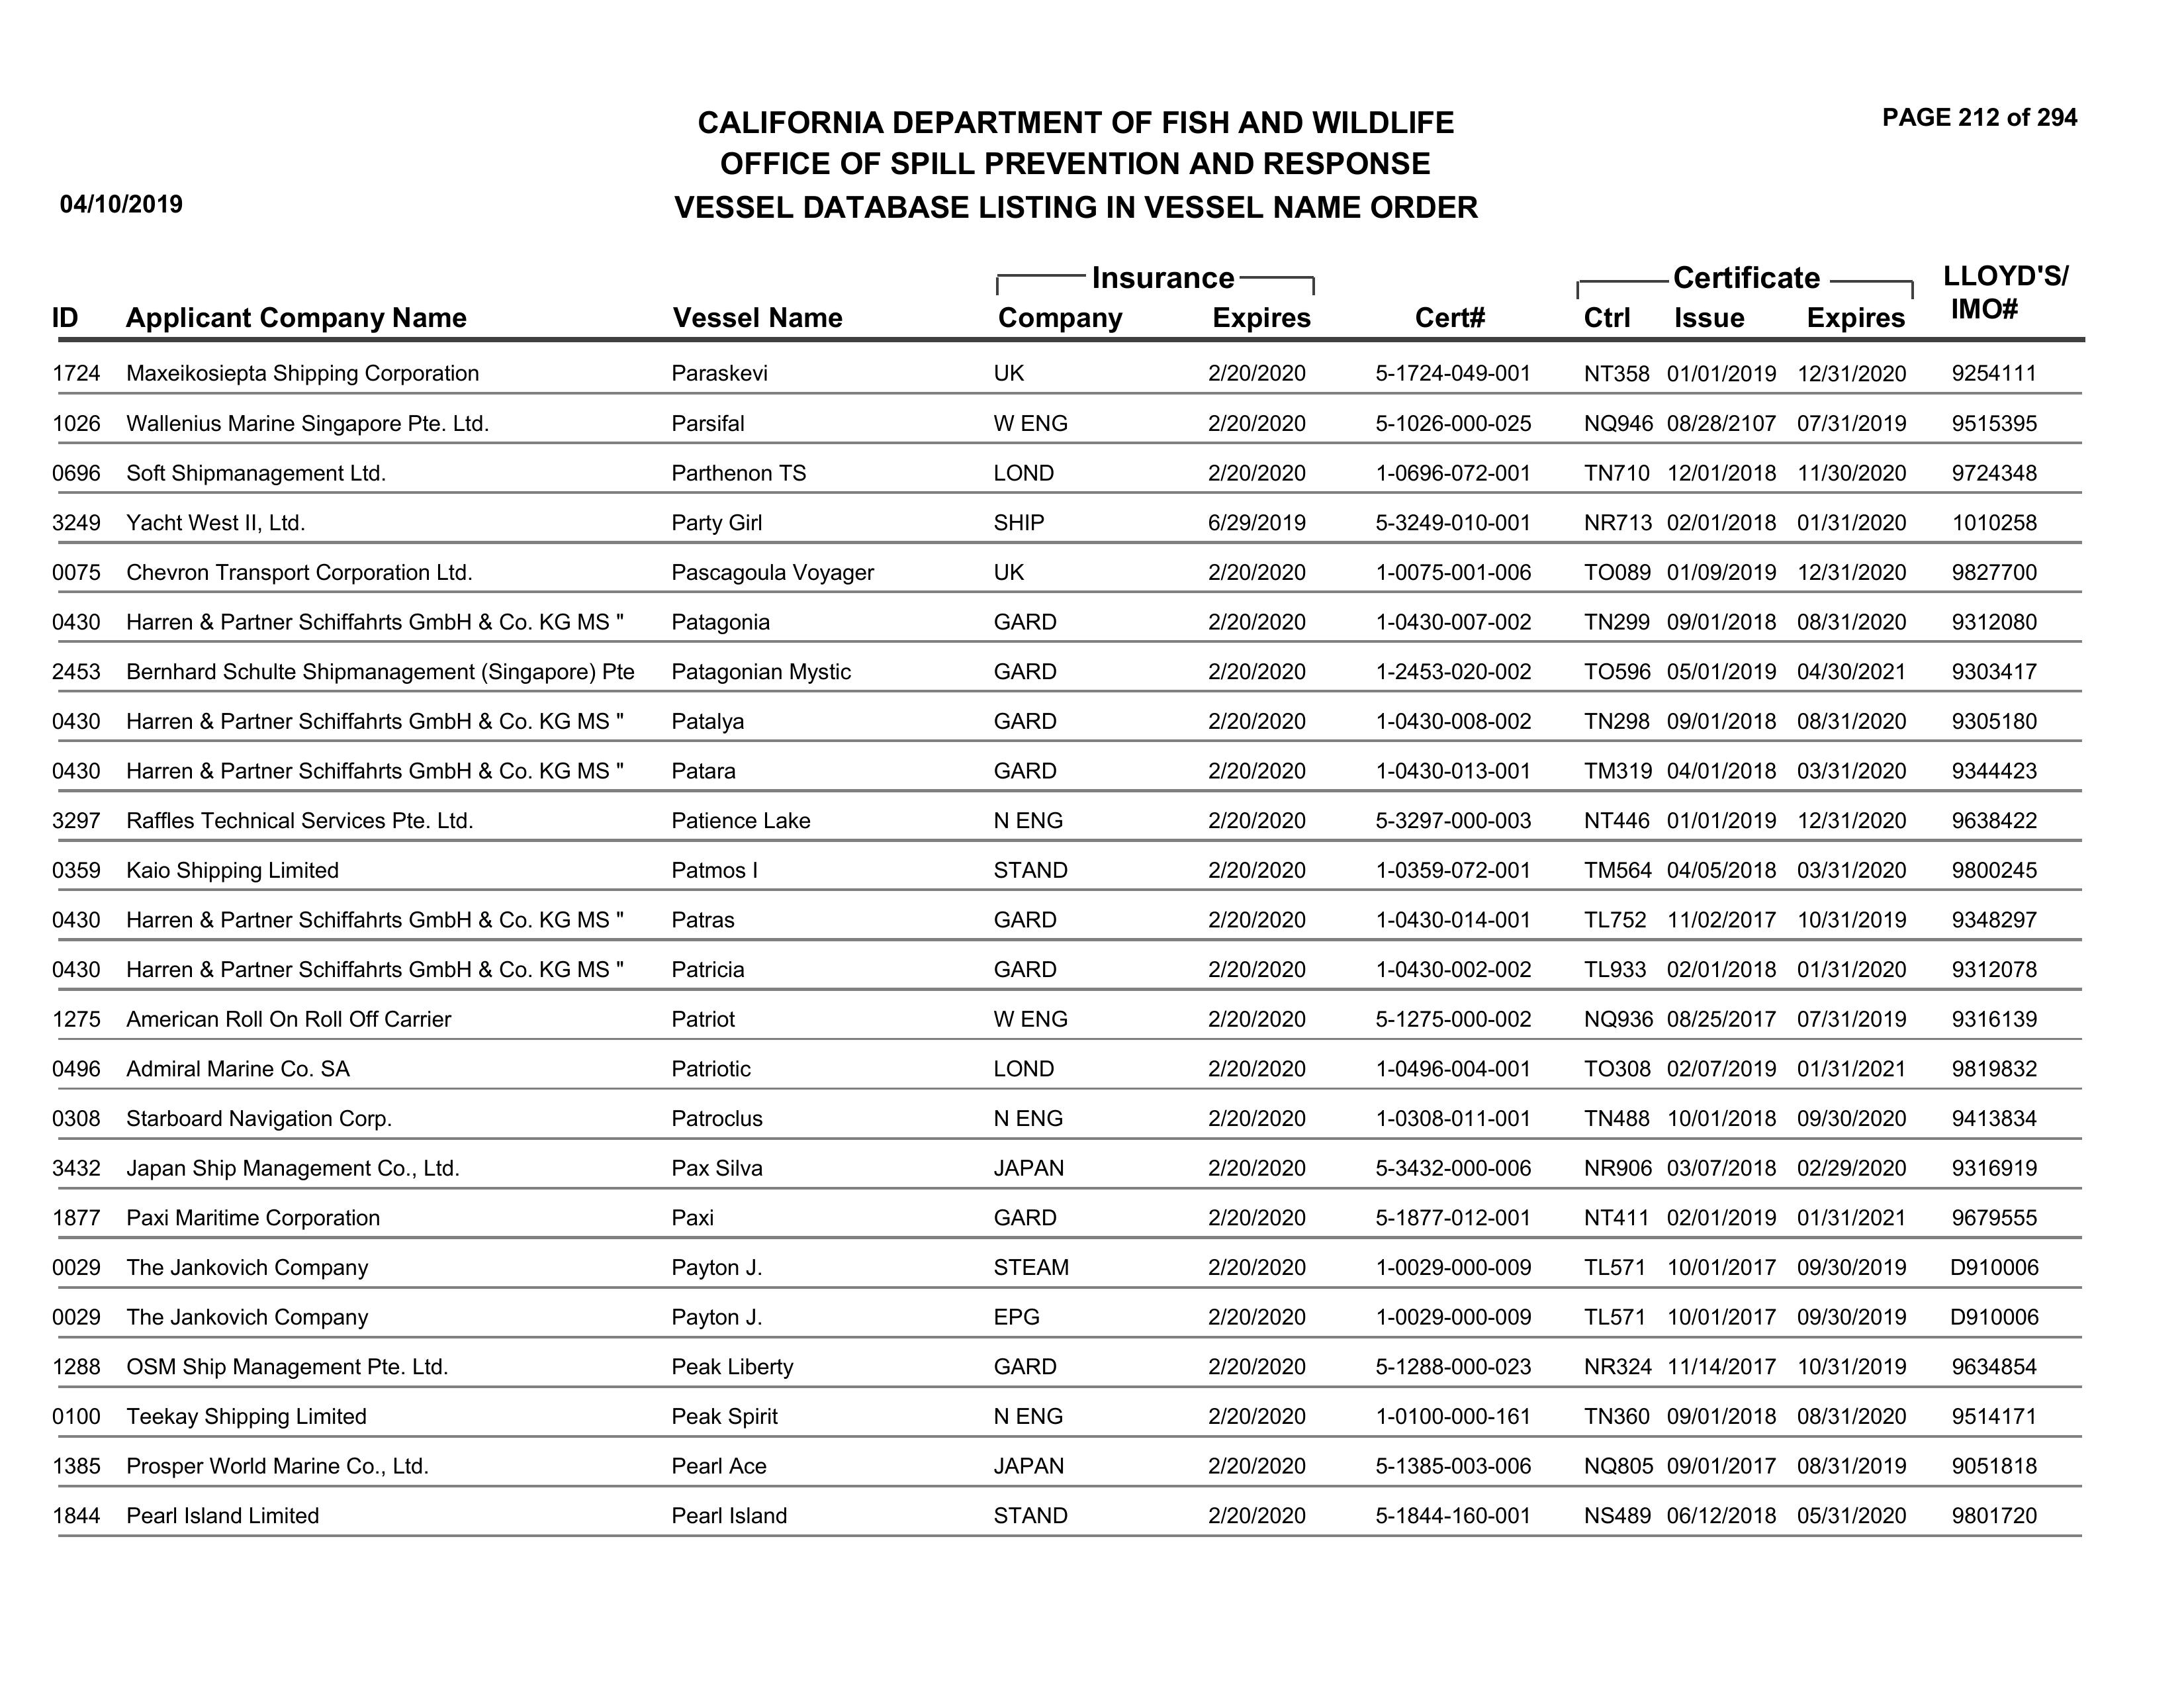 PAGE 212 of 294
CALIFORNIA DEPARTMENT OF FISH AND WILDLIFE
OFFICE OF SPILL PREVENTION AND RESPONSE
04/10/2019 VESSEL DATABASE LISTING IN VESSEL NAME ORDER
Insurance Certificate LLOYD'S/
ID Applicant Company Name Vessel Name Company Expires Cert# Ctrl Issue Expires IMO#
1724 Maxeikosiepta Shipping Corporation Paraskevi UK 2/20/2020 5-1724-049-001 NT358 01/01/2019 12/31/2020 9254111
1026 Wallenius Marine Singapore Pte. Ltd. Parsifal W ENG 2/20/2020 5-1026-000-025 NQ946 08/28/2107 07/31/2019 9515395
0696 Soft Shipmanagement Ltd. Parthenon TS LOND 2/20/2020 1-0696-072-001 TN710 12/01/2018 11/30/2020 9724348
3249 Yacht West II, Ltd. Party Girl SHIP 6/29/2019 5-3249-010-001 NR713 02/01/2018 01/31/2020 1010258
0075 Chevron Transport Corporation Ltd. Pascagoula Voyager UK 2/20/2020 1-0075-001-006 TO089 01/09/2019 12/31/2020 9827700
0430 Harren & Partner Schiffahrts GmbH & Co. KG MS " Patagonia GARD 2/20/2020 1-0430-007-002 TN299 09/01/2018 08/31/2020 9312080
2453 Bernhard Schulte Shipmanagement (Singapore) Pte Patagonian Mystic GARD 2/20/2020 1-2453-020-002 TO596 05/01/2019 04/30/2021 9303417
0430 Harren & Partner Schiffahrts GmbH & Co. KG MS " Patalya GARD 2/20/2020 1-0430-008-002 TN298 09/01/2018 08/31/2020 9305180
0430 Harren & Partner Schiffahrts GmbH & Co. KG MS " Patara GARD 2/20/2020 1-0430-013-001 TM319 04/01/2018 03/31/2020 9344423
3297 Raffles Technical Services Pte. Ltd. Patience Lake N ENG 2/20/2020 5-3297-000-003 NT446 01/01/2019 12/31/2020 9638422
0359 Kaio Shipping Limited Patmos I STAND 2/20/2020 1-0359-072-001 TM564 04/05/2018 03/31/2020 9800245
0430 Harren & Partner Schiffahrts GmbH & Co. KG MS " Patras GARD 2/20/2020 1-0430-014-001 TL752 11/02/2017 10/31/2019 9348297
0430 Harren & Partner Schiffahrts GmbH & Co. KG MS " Patricia GARD 2/20/2020 1-0430-002-002 TL933 02/01/2018 01/31/2020 9312078
1275 American Roll On Roll Off Carrier Patriot W ENG 2/20/2020 5-1275-000-002 NQ936 08/25/2017 07/31/2019 9316139
0496 Admiral Marine Co. SA Patriotic LOND 2/20/2020 1-0496-004-001 TO308 02/07/2019 01/31/2021 9819832
0308 Starboard Navigation Corp. Patroclus N ENG 2/20/2020 1-0308-011-001 TN488 10/01/2018 09/30/2020 9413834
3432 Japan Ship Management Co., Ltd. Pax Silva JAPAN 2/20/2020 5-3432-000-006 NR906 03/07/2018 02/29/2020 9316919
1877 Paxi Maritime Corporation Paxi GARD 2/20/2020 5-1877-012-001 NT411 02/01/2019 01/31/2021 9679555
0029 The Jankovich Company Payton J. STEAM 2/20/2020 1-0029-000-009 TL571 10/01/2017 09/30/2019 D910006
0029 The Jankovich Company Payton J. EPG 2/20/2020 1-0029-000-009 TL571 10/01/2017 09/30/2019 D910006
1288 OSM Ship Management Pte. Ltd. Peak Liberty GARD 2/20/2020 5-1288-000-023 NR324 11/14/2017 10/31/2019 9634854
0100 Teekay Shipping Limited Peak Spirit N ENG 2/20/2020 1-0100-000-161 TN360 09/01/2018 08/31/2020 9514171
1385 Prosper World Marine Co., Ltd. Pearl Ace JAPAN 2/20/2020 5-1385-003-006 NQ805 09/01/2017 08/31/2019 9051818
1844 Pearl Island Limited Pearl Island STAND 2/20/2020 5-1844-160-001 NS489 06/12/2018 05/31/2020 9801720